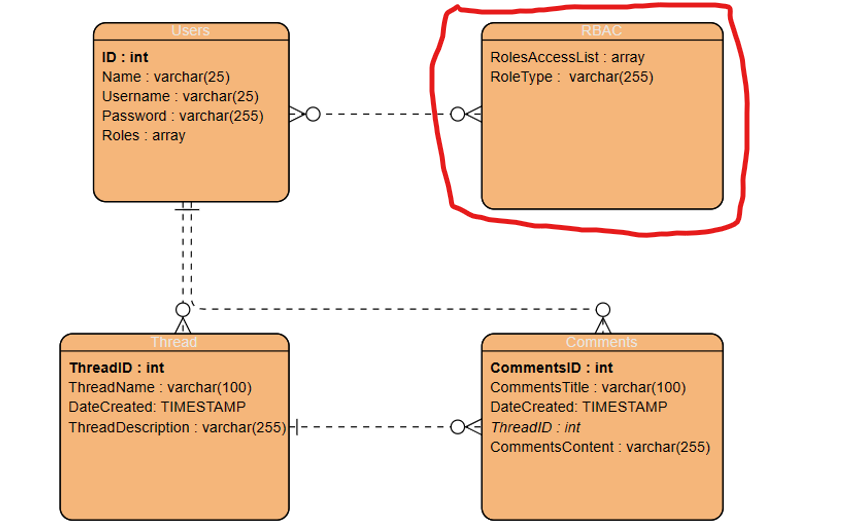 Users
ID : int
Name : varchar(25)
Username : varchar(25)
Password : varchar(255)
Roles : array
RBAC
RolesAccessList : array
RoleType :  varchar(255)
Thread
ThreadID : int
ThreadName : varchar(100)
DateCreated: TIMESTAMP
ThreadDescription : varchar(255)
Comments
CommentsID : int
CommentsTitle : varchar(100)
DateCreated: TIMESTAMP
ThreadID : int
CommentsContent : varchar(255)